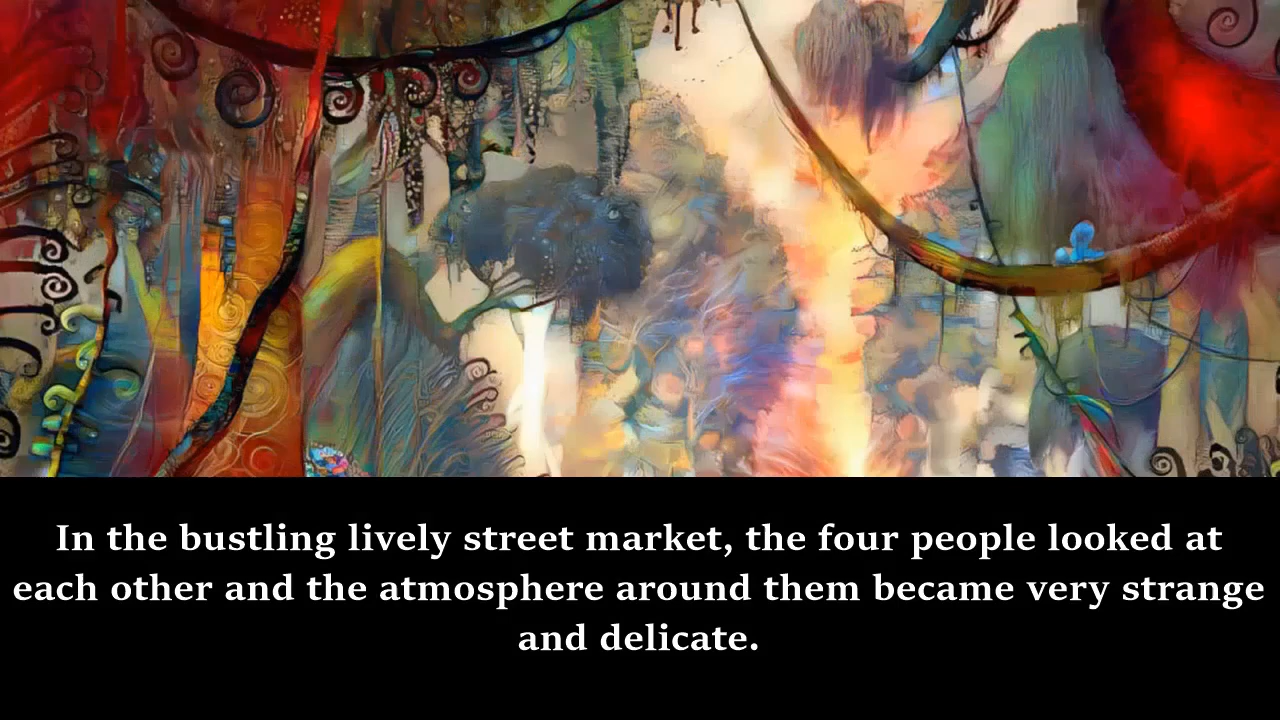 In the bustling lively street market, the four people looked at
each other and the atmosphere around them became very strange
and delicate.